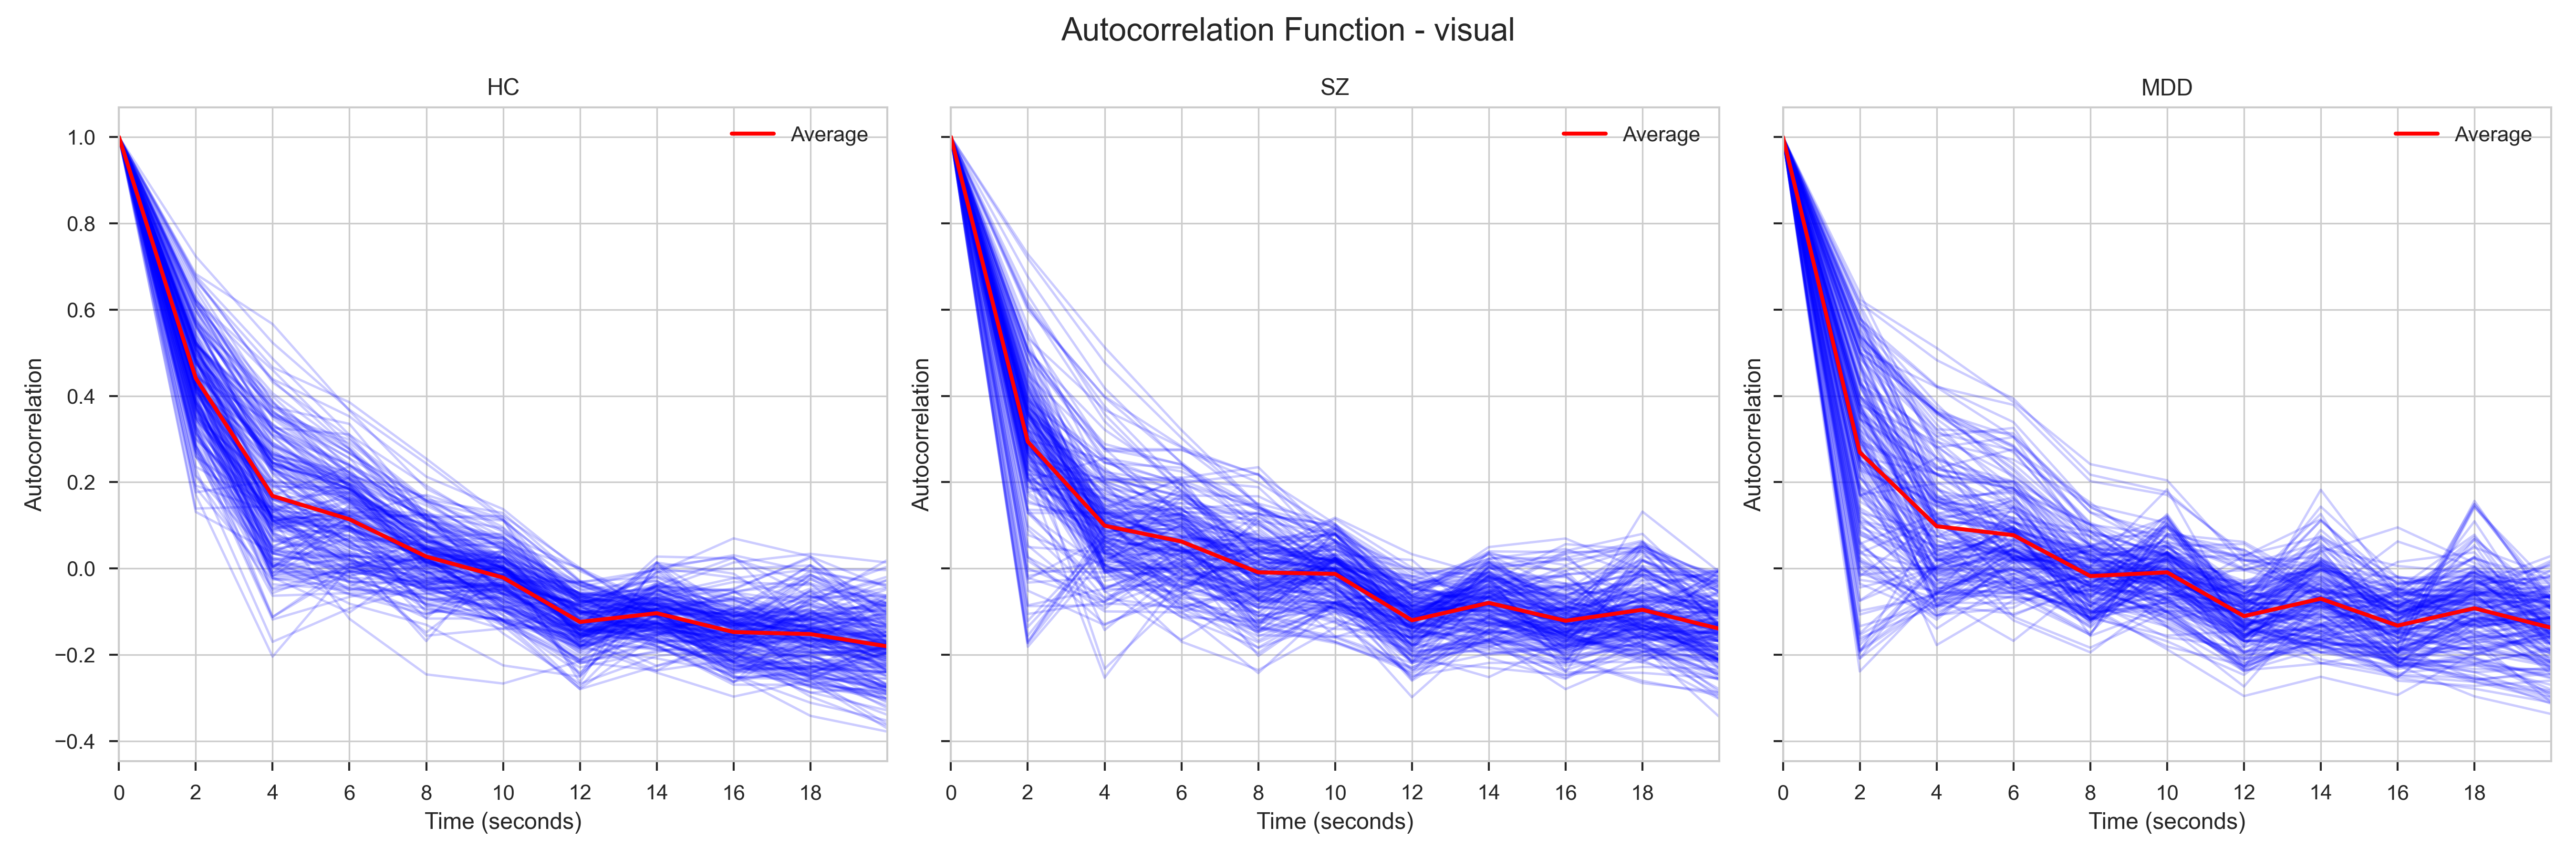 Autocorrelation Function - visual
HC
SZ
MDD
Average
Average
Average
1.0
0.8
0.6
0.4
0.2
0.0
−0.2
−0.4
Autocorrelation
Autocorrelation
Autocorrelation
0 2 4 6 8 10 12 14 16 18
0 2 4 6 8 10 12 14 16 18
0 2 4 6 8 10 12 14 16 18
Time (seconds)
Time (seconds)
Time (seconds)